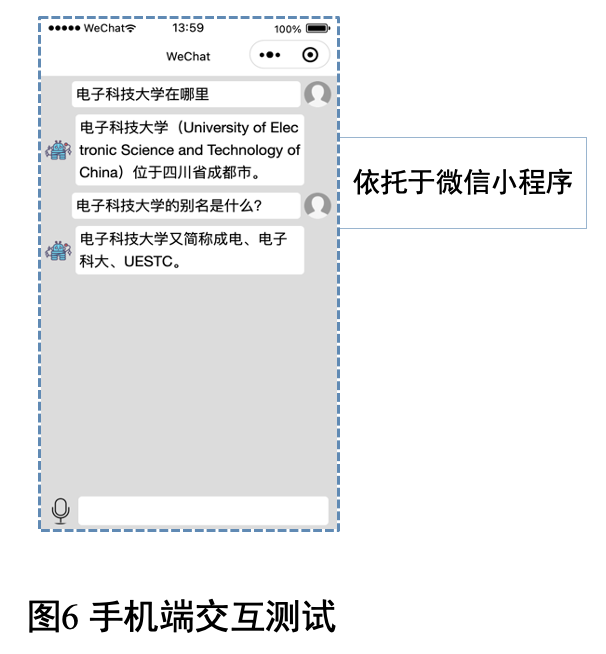 WeChat 13:59 100%
WeChat
电子科技大学在哪里
电子科技大学（University of Elec
tronic Science and Technology of
China）位于四川省成都市。
电子科技大学的别名是什么?
电子科技大学又简称成电、电子
科大、UESTC。
依托于微信小程序
图6 手机端交互测试